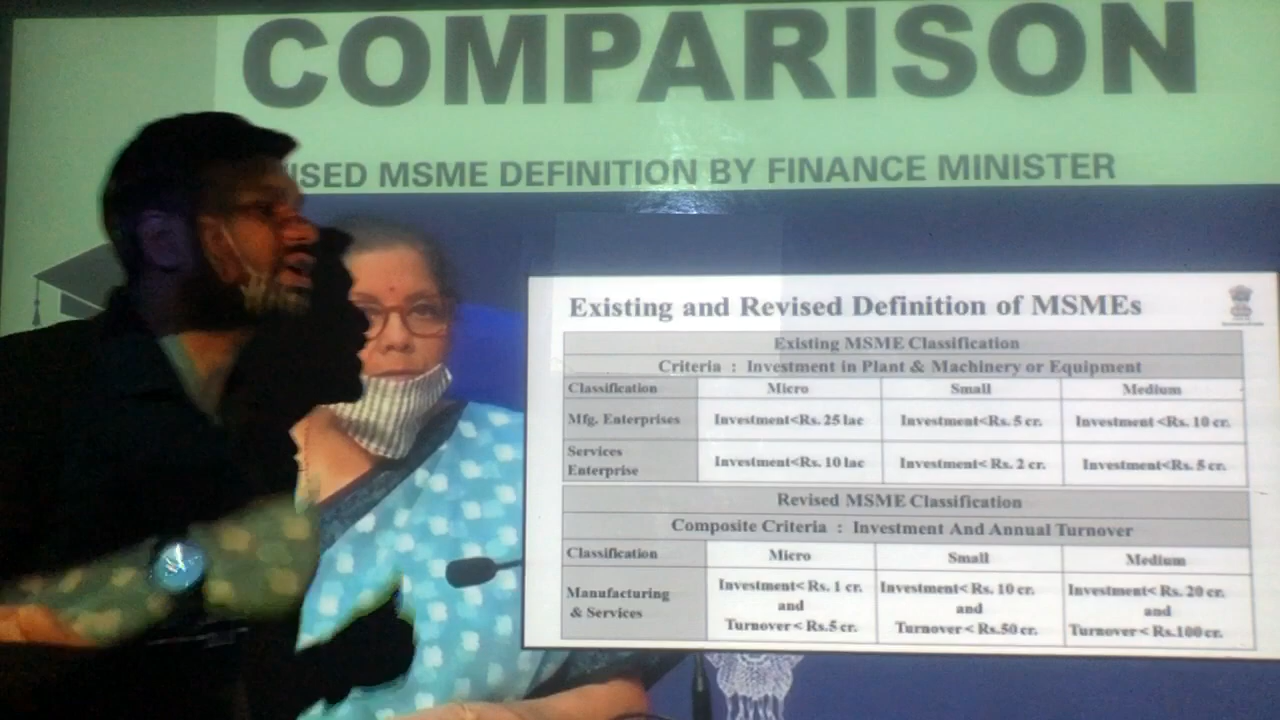 COMPARISON
ISED MSME DEFINITION BY FINANCE MINISTER
Existing and Revised Definition of MSMEs
Existing MSME Classification
Criteria : Investment in Plant & Machinery or Equipment
Classification Micro Small Medium
Mfg. Enterprises Investment<Rs. 25 lac Investment<Rs. 5 cr. Investment <Rs. 10 cr.
Services
Enterprise Investment<Rs. 10 lac Investment< Rs. 2 cr. Investment<Rs. 5 cr.
Revised MSME Classification
Composite Criteria : Investment And Annual Turnover
Classification Micro Small Medium
Manufacturing
& Services
Investment< Rs. 1 cr.
and
Turnover < Rs.5 cr.
Investment< Rs. 10 cr.
and
Turnover < Rs.50 cr.
Investment< Rs. 20 cr.
and
Turnover < Rs.100 cr.